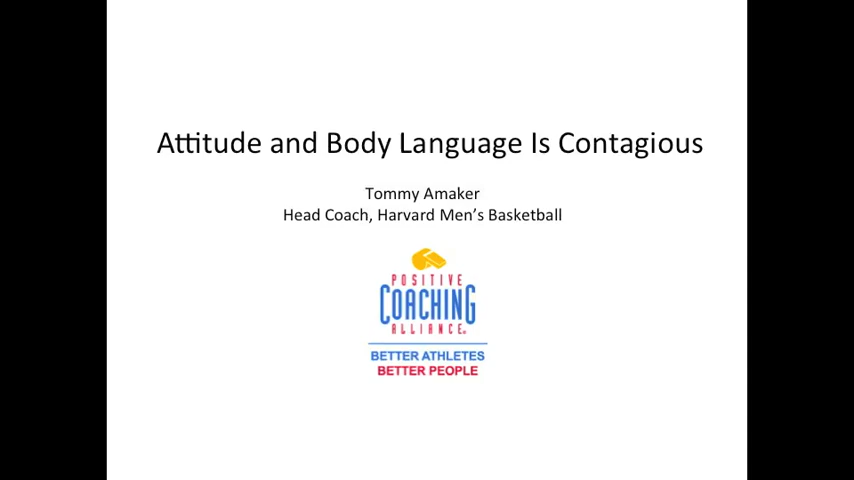 Attitude and Body Language Is Contagious
Tommy Amaker
Head Coach, Harvard Men's Basketball
POSITIVE
COACHING
ALLIANCE®
BETTER ATHLETES
BETTER PEOPLE